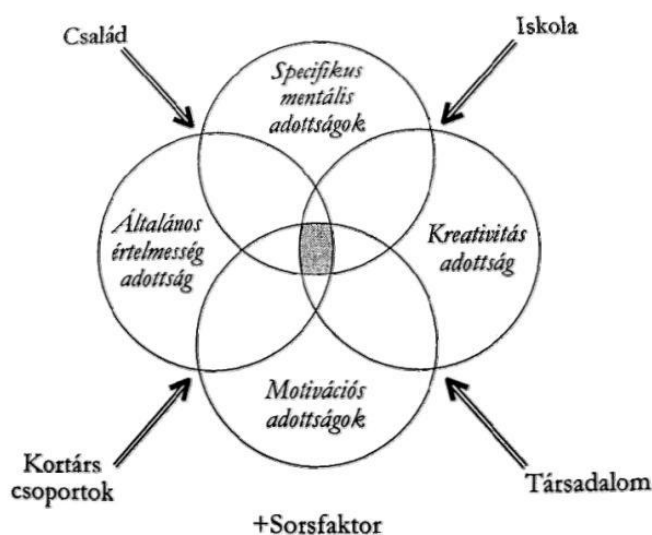 Család
Iskola
Specifikus
mentális
adottságok
Általános
értelmesség
adottság
Kreativitás
adottság
Motivációs
adottságok
Kortárs
csoportok
Társadalom
+Sorsfaktor